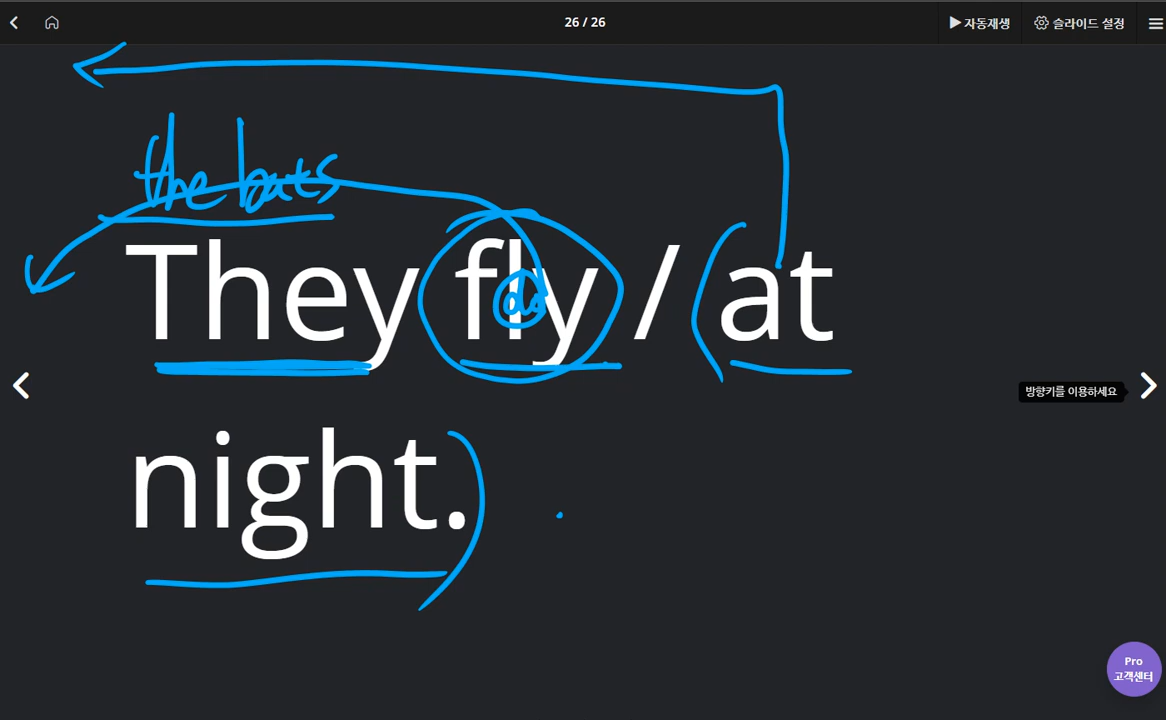 26 / 26
자동재생
슬라이드 설정
the bats
They fly / at
do
방향키를 이용하세요
night.
Pro
고객센터